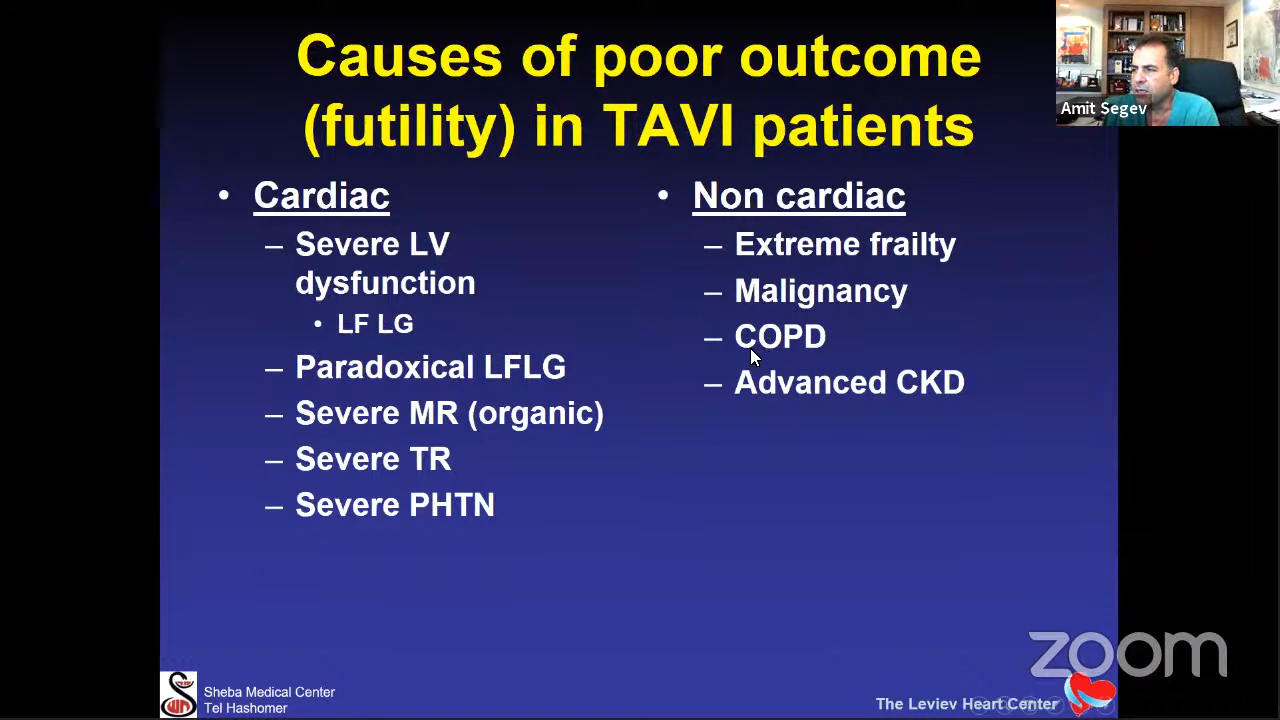 Causes of poor outcome
(futility) in TAVI patients
Amit Segev
• Cardiac
– Severe LV
dysfunction
• LF LG
– Paradoxical LFLG
– Severe MR (organic)
– Severe TR
– Severe PHTN
• Non cardiac
– Extreme frailty
– Malignancy
– COPD
– Advanced CKD
zoom
Sheba Medical Center
Tel Hashomer
The Leviev Heart Center